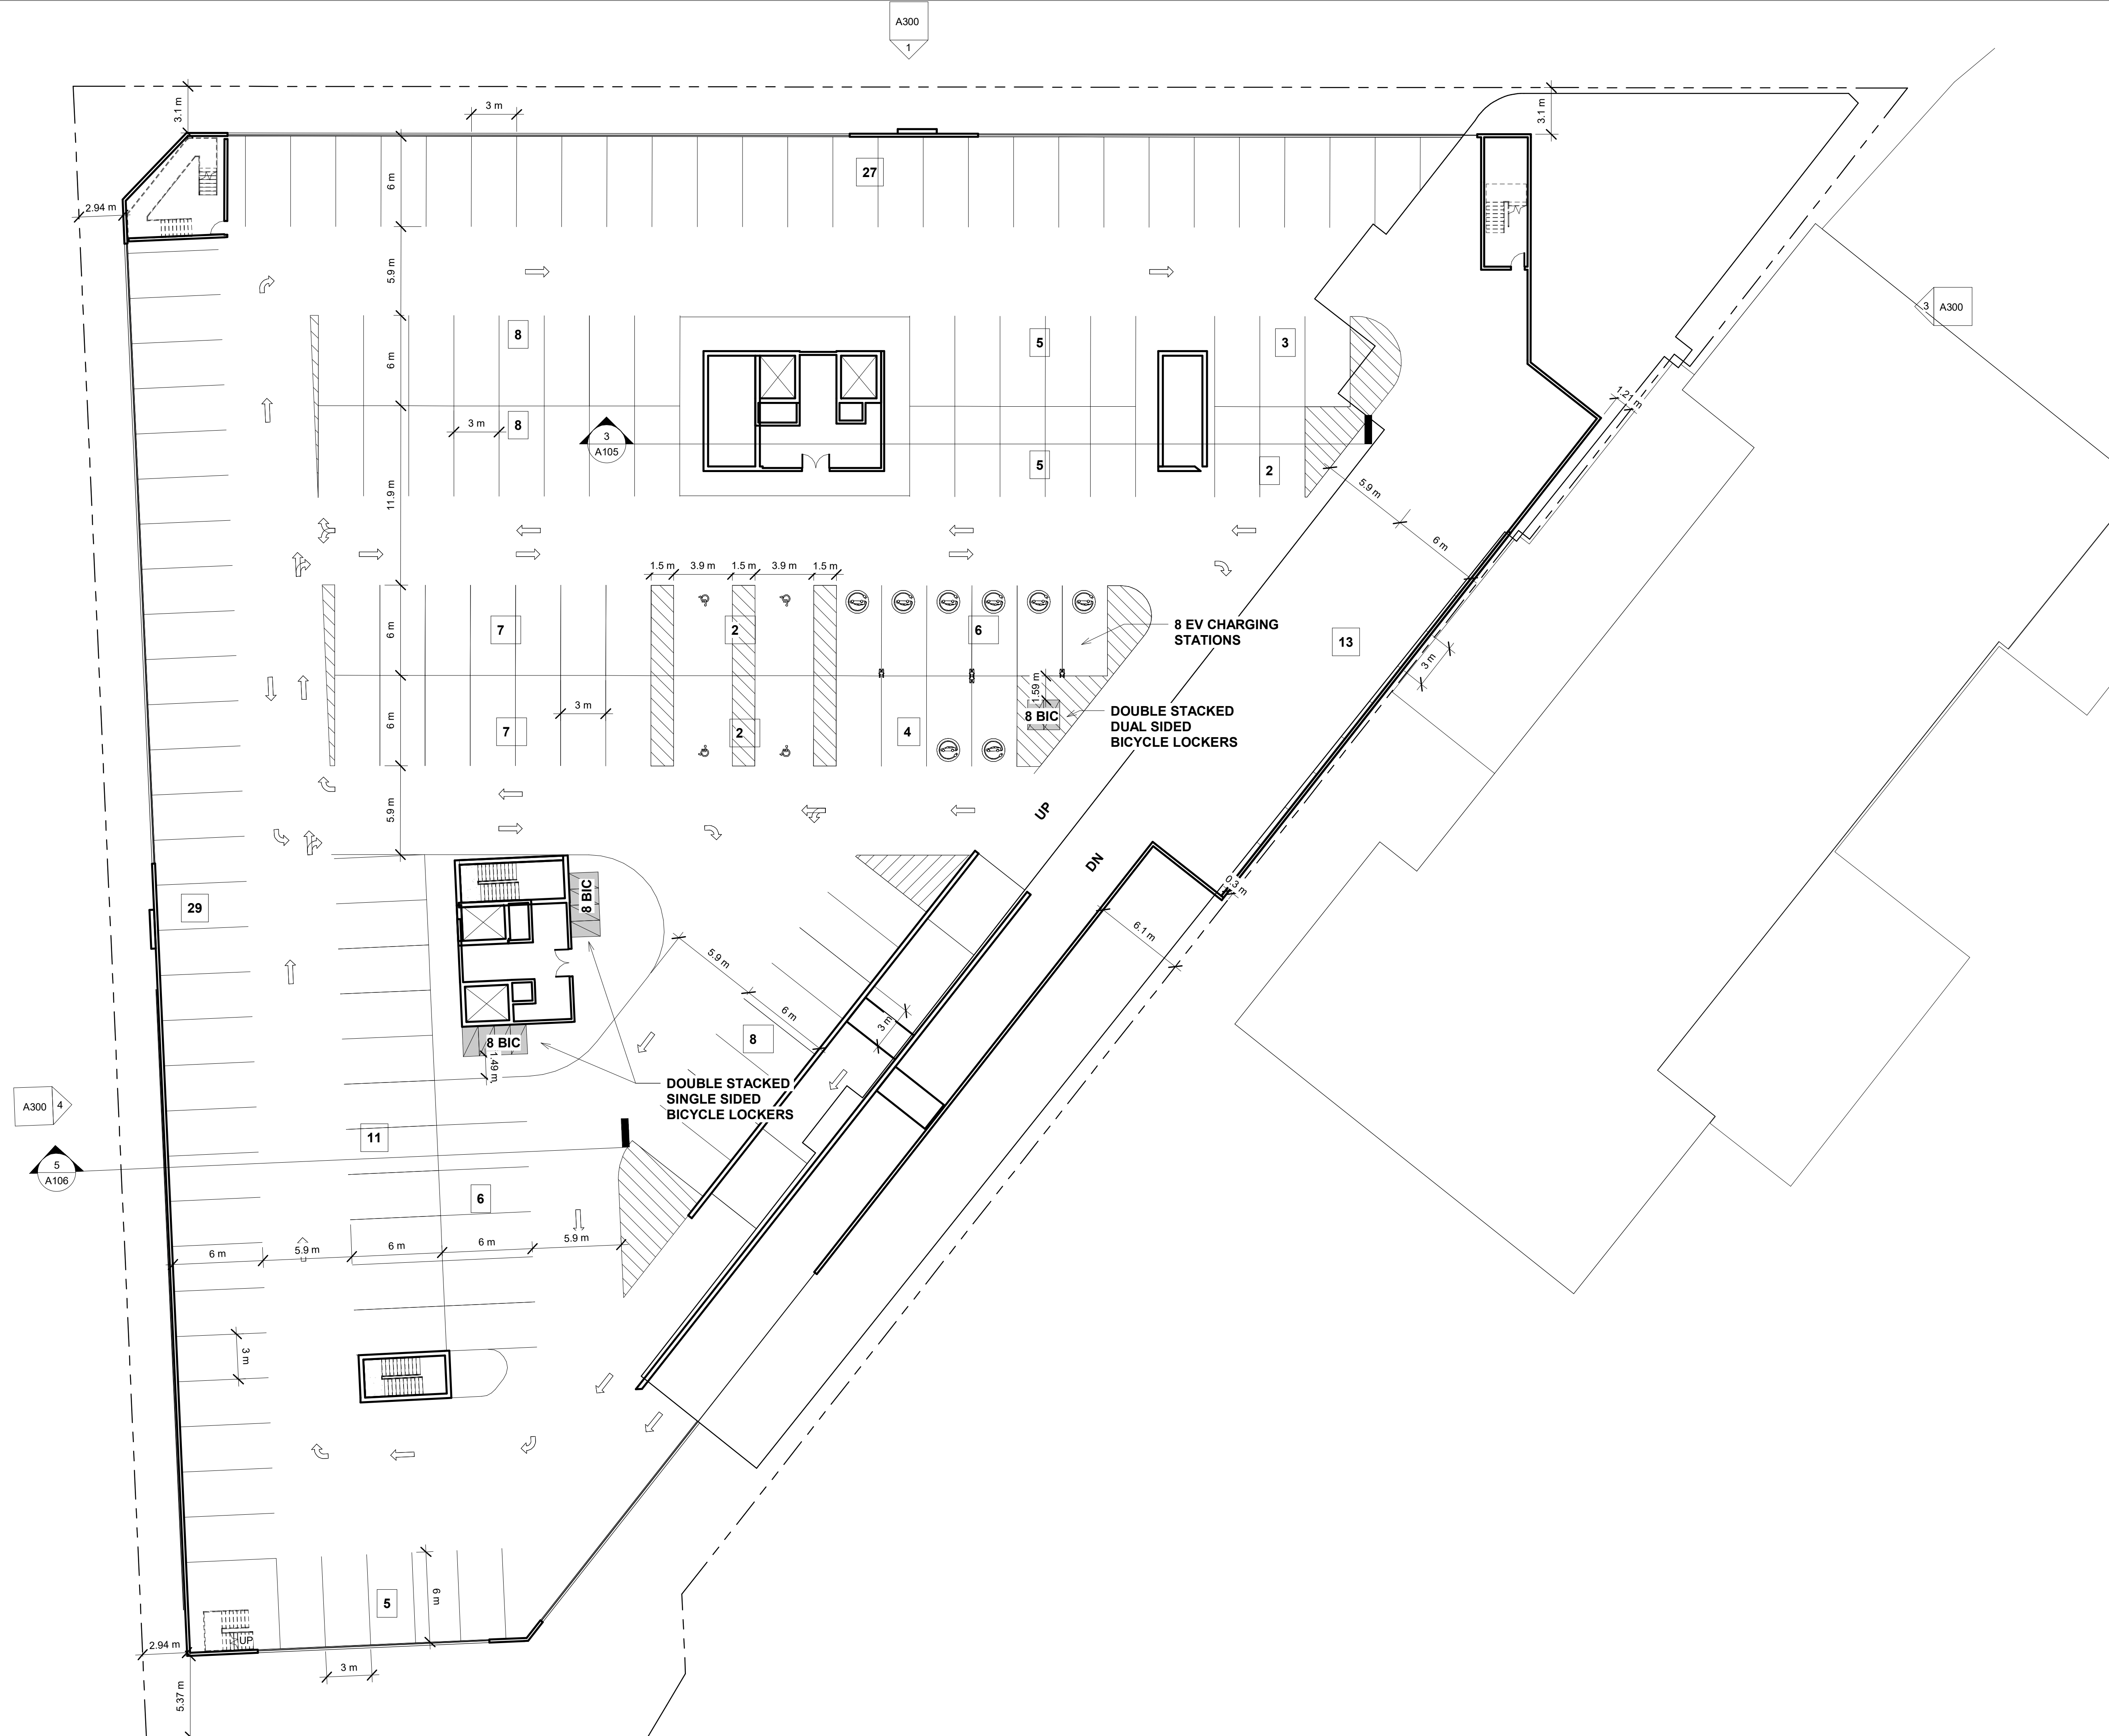 A300
1
3.1 m
3 m
3.1 m
27
6 m
2.94 m
5.9 m
3
A300
8
5
3
6 m
1.21 m
3 m
8
3
A105
5
2
11.9 m
5.9 m
6 m
1.5 m
3.9 m
1.5 m
3.9 m
1.5 m
7
2
6
6 m
8 EV CHARGING
STATIONS
13
3 m
1.59 m
3 m
7
2
4
8 BIC
6 m
DOUBLE STACKED
DUAL SIDED
BICYCLE LOCKERS
5.9 m
UP
DN
0.3 m
29
8 BIC
6.1 m
5.9 m
6 m
3 m
8
8 BIC
1.49 m
DOUBLE STACKED
SINGLE SIDED
BICYCLE LOCKERS
A300
4
11
5
A106
6
6 m
5.9 m
6 m
6 m
5.9 m
3 m
5
6 m
UP
2.94 m
3 m
5.37 m